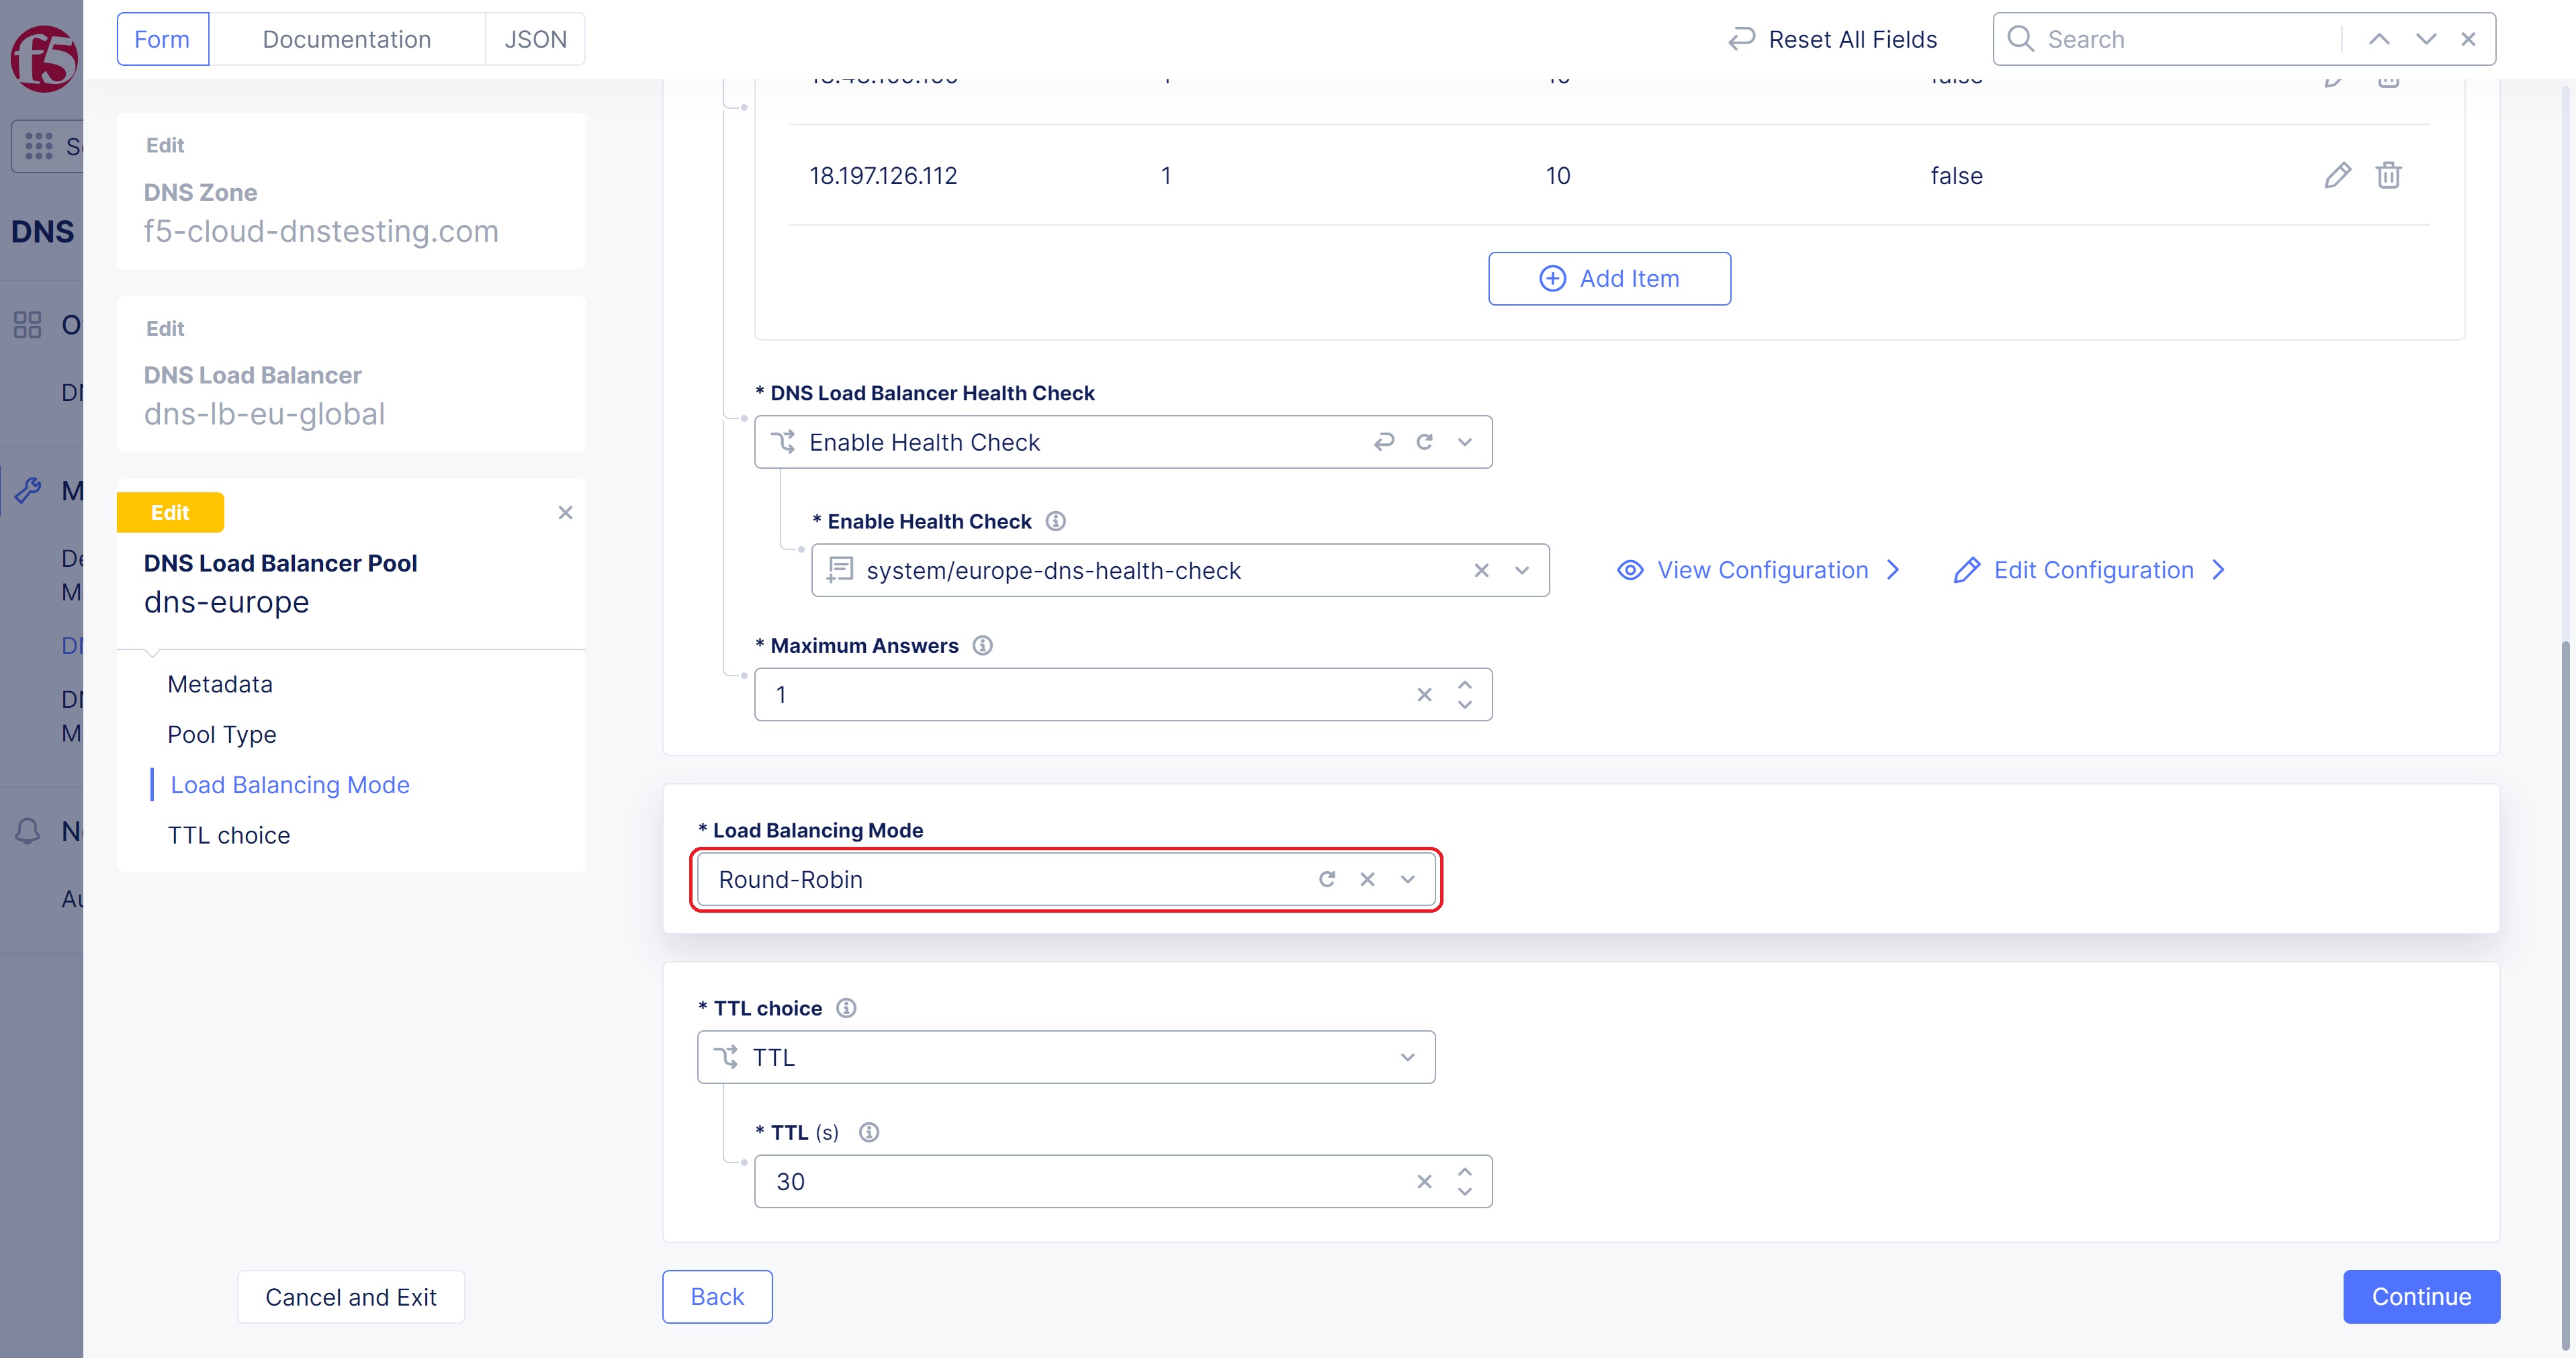 Form
Documentation
JSON
Reset All Fields
Search
f5
DNS
Edit
DNS Zone
f5-cloud-dnstesting.com
Edit
DNS Load Balancer
dns-lb-eu-global
Edit
DNS Load Balancer Pool
dns-europe
Metadata
Pool Type
Load Balancing Mode
TTL choice
18.197.126.112 1 10 false
Add Item
* DNS Load Balancer Health Check
Enable Health Check
* Enable Health Check
system/europe-dns-health-check
View Configuration
Edit Configuration
* Maximum Answers
1
* Load Balancing Mode
Round-Robin
* TTL choice
TTL
* TTL (s)
30
Cancel and Exit
Back
Continue